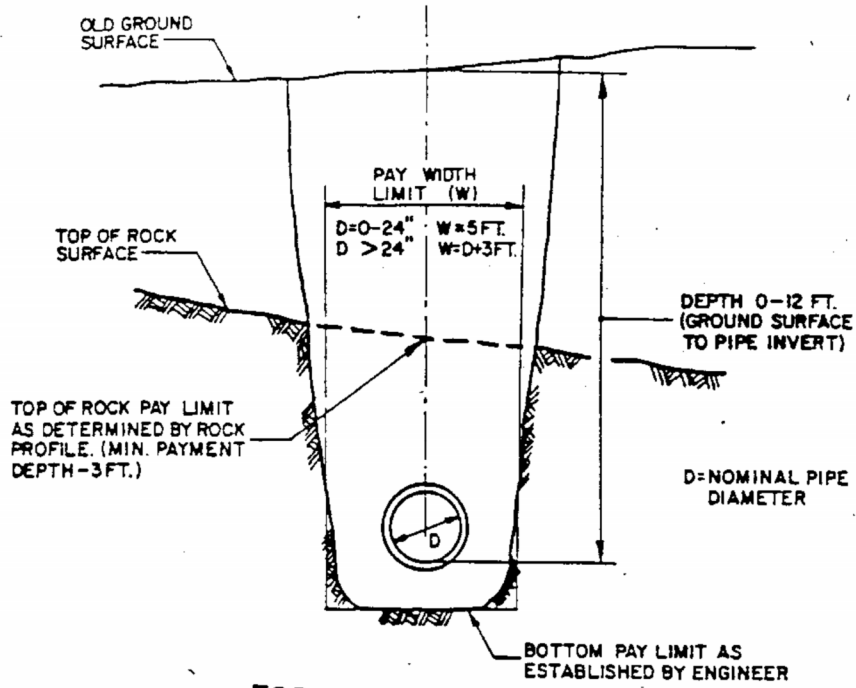 OLD GROUND
SURFACE
PAY WIDTH
LIMIT (W)
D=0-24" W=5FT.
D >24" W=D+3FT.
TOP OF ROCK
SURFACE
DEPTH 0-12 FT.
(GROUND SURFACE
TO PIPE INVERT)
TOP OF ROCK PAY LIMIT
AS DETERMINED BY ROCK
PROFILE. (MIN. PAYMENT
DEPTH-3FT.)
D=NOMINAL PIPE
DIAMETER
D
BOTTOM PAY LIMIT AS
ESTABLISHED BY ENGINEER